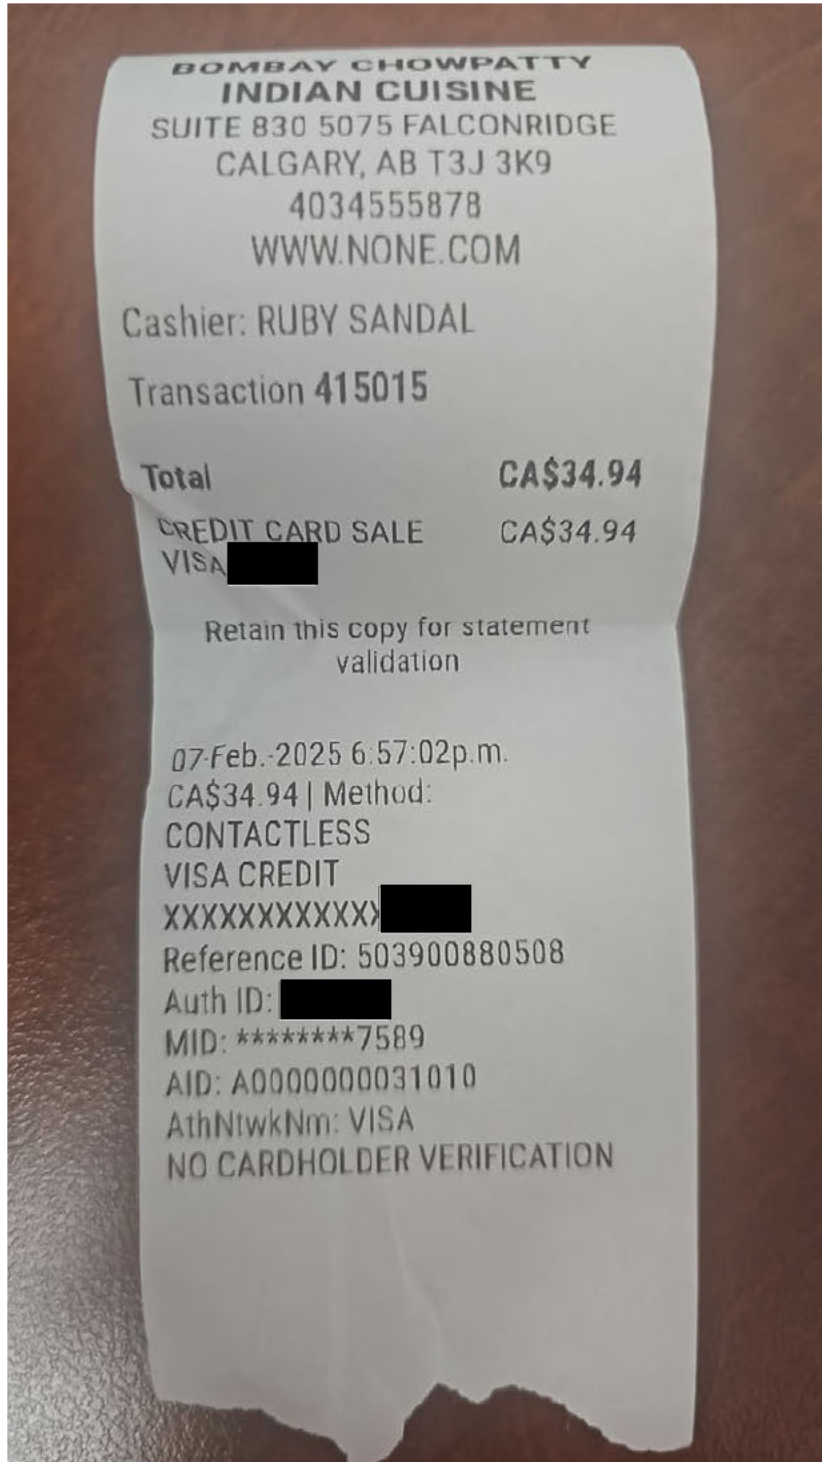 BOMBAY CHOWPATTY
INDIAN CUISINE
SUITE 830 5075 FALCONRIDGE
CALGARY, AB T3J 3K9
4034555878
WWW.NONE.COM
Cashier: RUBY SANDAL
Transaction 415015
Total CA$34.94
CREDIT CARD SALE CA$34.94
VISA
Retain this copy for statement
validation
07-Feb.-2025 6:57:02p.m.
CA$34.94 | Method:
CONTACTLESS
VISA CREDIT
XXXXXXXXXXXX
Reference ID: 503900880508
Auth ID:
MID: ********7589
AID: A0000000031010
AthNtwkNm: VISA
NO CARDHOLDER VERIFICATION